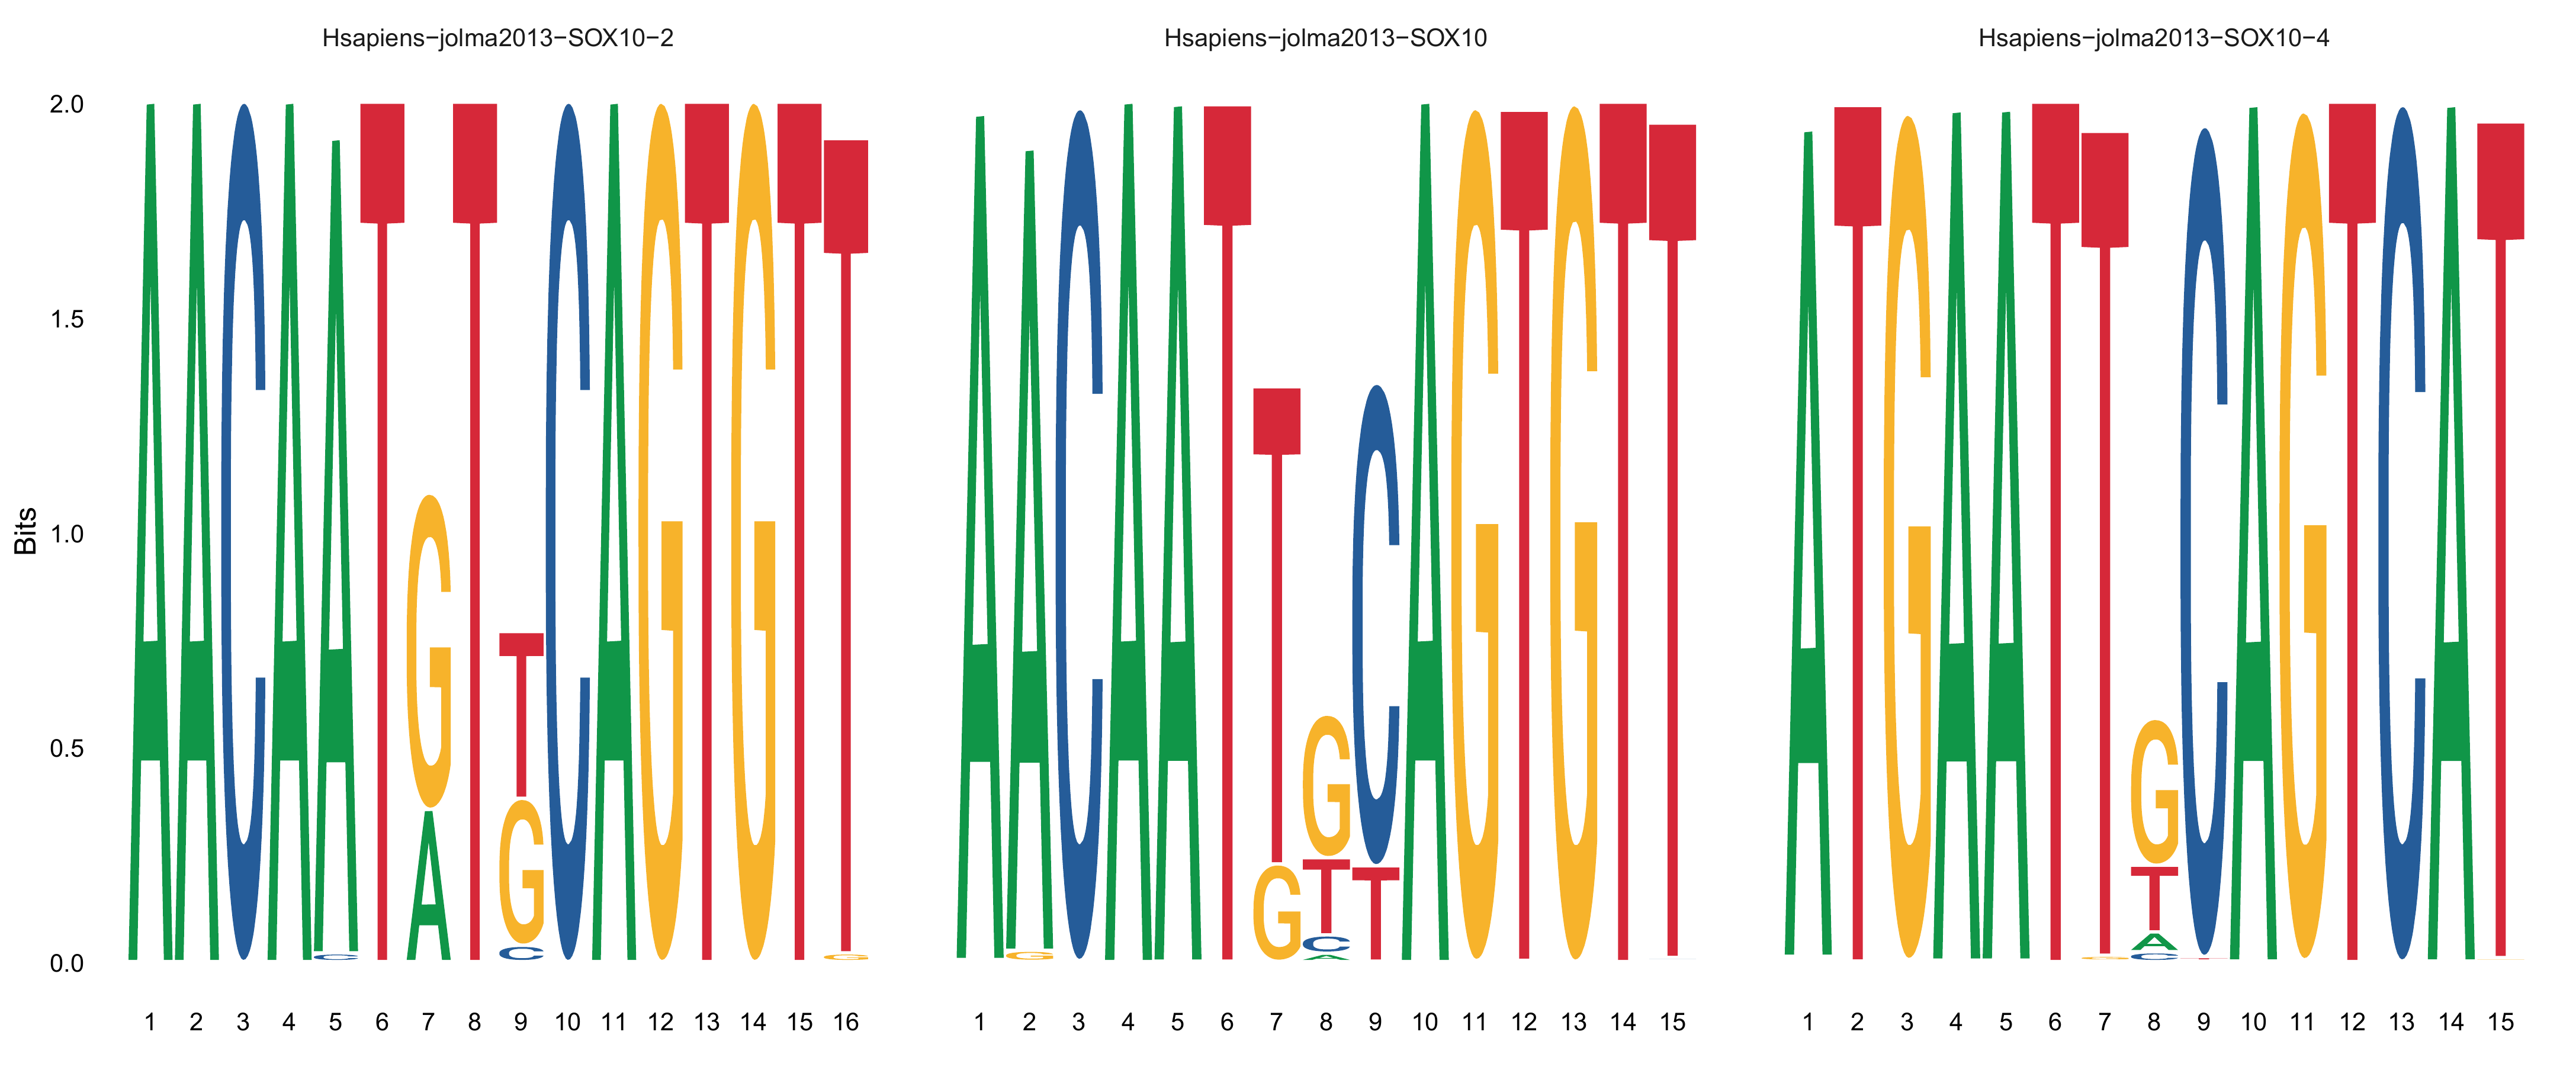 Hsapiens−jolma2013−SOX10−2
Hsapiens−jolma2013−SOX10
Hsapiens−jolma2013−SOX10−4
Bits
2.0
1.5
1.0
0.5
0.0
A A C A A T G T T C A G T G T T
A G
G
C C G
A A C A A T T G C A G T G T T
G G T T
C
A
A T G A A T T G C A G T C A T
T
A
C
1 2 3 4 5 6 7 8 9 10 11 12 13 14 15 16
1 2 3 4 5 6 7 8 9 10 11 12 13 14 15
1 2 3 4 5 6 7 8 9 10 11 12 13 14 15